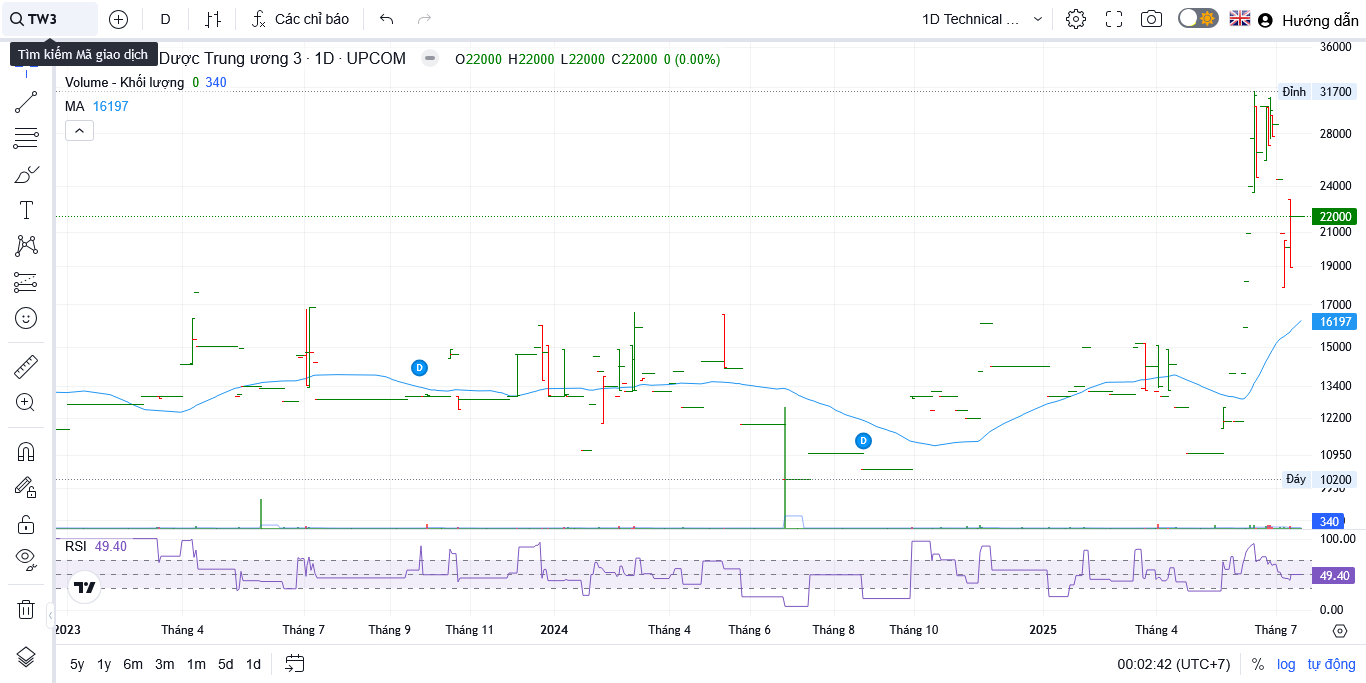 TW3 D Các chỉ báo 1D Technical ... Hướng dẫn
Tìm kiếm Mã giao dịch
Dược Trung ương 3 · 1D · UPCOM O22000 H22000 L22000 C22000 0 (0.00%)
Volume - Khối lượng 0 340
MA 16197
36000
Đỉnh 31700
28000
24000
22000
21000
19000
17000
16197
15000
13400
12200
10950
Đáy 10200
340
D
D
RSI 49.40
100.00
49.40
0.00
2023 Tháng 4 Tháng 7 Tháng 9 Tháng 11 2024 Tháng 4 Tháng 6 Tháng 8 Tháng 10 2025 Tháng 4 Tháng 7
5y 1y 6m 3m 1m 5d 1d 00:02:42 (UTC+7) % log tự động